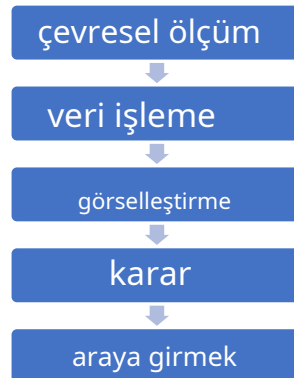 çevresel ölçüm
veri işleme
görselleştirme
karar
araya girmek